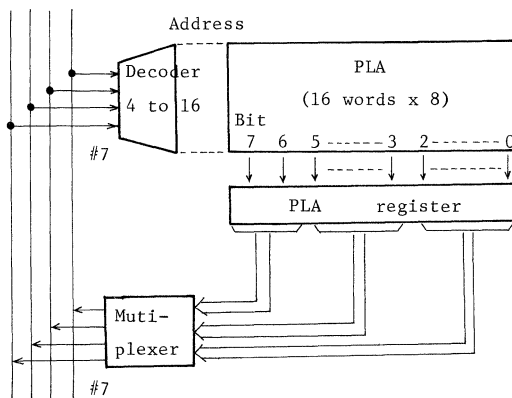 Address
Decoder
4 to 16
#7
PLA
(16 words x 8)
Bit
7 6 5 ------- 3 2 ------- 0
PLA register
Muti-
plexer
#7